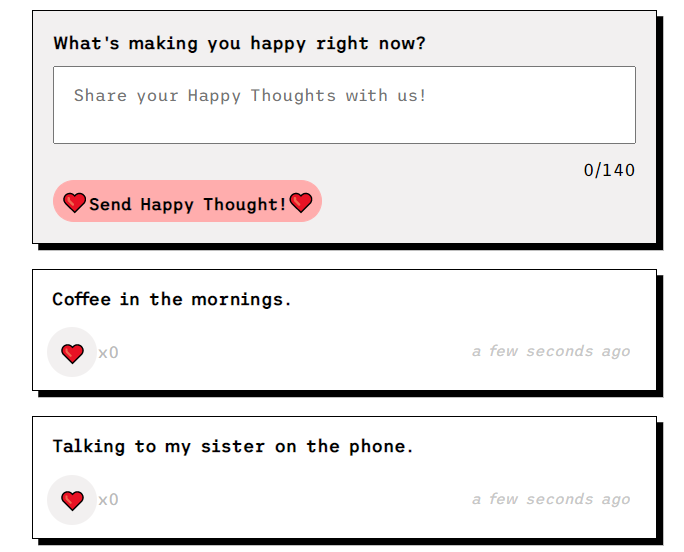 What's making you happy right now?
Share your Happy Thoughts with us!
0/140
Send Happy Thought!
Coffee in the mornings.
x0
a few seconds ago
Talking to my sister on the phone.
x0
a few seconds ago